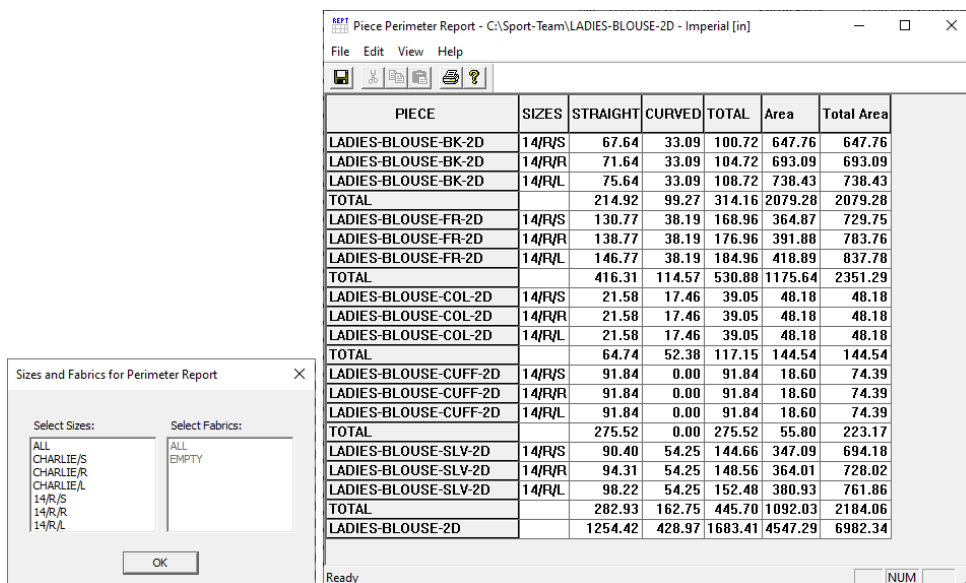 REPT Piece Perimeter Report - C:\Sport-Team\LADIES-BLOUSE-2D - Imperial [in]
File Edit View Help
PIECE SIZES STRAIGHT CURVED TOTAL Area Total Area
LADIES-BLOUSE-BK-2D 14/R/S 67.64 33.09 100.72 647.76 647.76
LADIES-BLOUSE-BK-2D 14/R/R 71.64 33.09 104.72 693.09 693.09
LADIES-BLOUSE-BK-2D 14/R/L 75.64 33.09 108.72 738.43 738.43
TOTAL 214.92 99.27 314.16 2079.28 2079.28
LADIES-BLOUSE-FR-2D 14/R/S 130.77 38.19 168.96 364.87 729.75
LADIES-BLOUSE-FR-2D 14/R/R 138.77 38.19 176.96 391.88 783.76
LADIES-BLOUSE-FR-2D 14/R/L 146.77 38.19 184.96 418.89 837.78
TOTAL 416.31 114.57 530.88 1175.64 2351.29
LADIES-BLOUSE-COL-2D 14/R/S 21.58 17.46 39.05 48.18 48.18
LADIES-BLOUSE-COL-2D 14/R/R 21.58 17.46 39.05 48.18 48.18
LADIES-BLOUSE-COL-2D 14/R/L 21.58 17.46 39.05 48.18 48.18
TOTAL 64.74 52.38 117.15 144.54 144.54
LADIES-BLOUSE-CUFF-2D 14/R/S 91.84 0.00 91.84 18.60 74.39
LADIES-BLOUSE-CUFF-2D 14/R/R 91.84 0.00 91.84 18.60 74.39
LADIES-BLOUSE-CUFF-2D 14/R/L 91.84 0.00 91.84 18.60 74.39
TOTAL 275.52 0.00 275.52 55.80 223.17
LADIES-BLOUSE-SLV-2D 14/R/S 90.40 54.25 144.66 347.09 694.18
LADIES-BLOUSE-SLV-2D 14/R/R 94.31 54.25 148.56 364.01 728.02
LADIES-BLOUSE-SLV-2D 14/R/L 98.22 54.25 152.48 380.93 761.86
TOTAL 282.93 162.75 445.70 1092.03 2184.06
LADIES-BLOUSE-2D 1254.42 428.97 1683.41 4547.29 6982.34
Ready NUM
Sizes and Fabrics for Perimeter Report
Select Sizes: Select Fabrics:
ALL ALL
CHARLIE/S EMPTY
CHARLIE/R
CHARLIE/L
14/R/S
14/R/R
14/R/L
OK